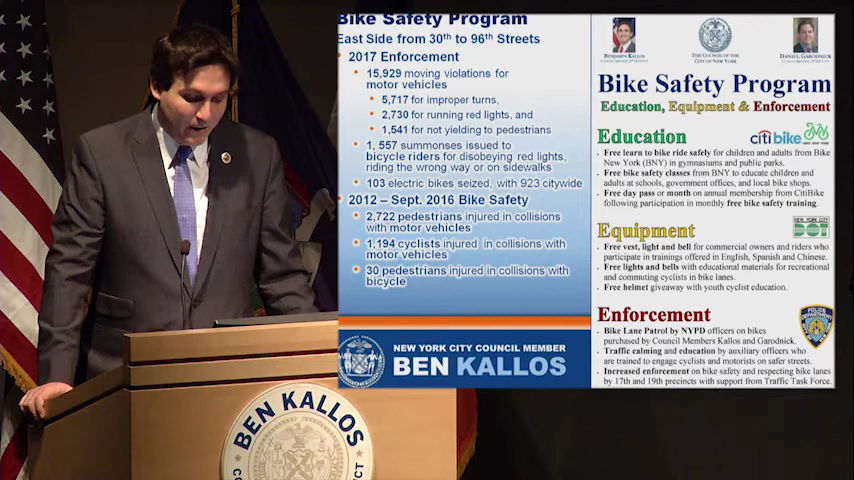 Bike Safety Program
East Side from 30th to 96th Streets
• 2017 Enforcement
• 15,929 moving violations for
motor vehicles
• 5,717 for improper turns,
• 2,730 for running red lights, and
• 1,541 for not yielding to pedestrians
• 1, 557 summonses issued to
bicycle riders for disobeying red lights,
riding the wrong way or on sidewalks
• 103 electric bikes seized, with 923 citywide
• 2012 – Sept. 2016 Bike Safety
• 2,722 pedestrians injured in collisions
with motor vehicles
• 1,194 cyclists injured in collisions with
motor vehicles
• 30 pedestrians injured in collisions with
bicycle
NEW YORK CITY COUNCIL MEMBER
BEN KALLOS
BENJAMIN KALLOS
THE COUNCIL OF THE
CITY OF NEW YORK
DANIEL GARODNICK
Bike Safety Program
Education, Equipment & Enforcement
Education
citi bike
BIKE NEW YORK
• Free learn to bike ride safely for children and adults from Bike
New York (BNY) in gymnasiums and public parks.
• Free bike safety classes from BNY to educate children and
adults at schools, government offices, and local bike shops.
• Free day pass or month on annual membership from CitiBike
following participation in monthly free bike safety training.
Equipment
NEW YORK CITY
DOT
• Free vest, light and bell for commercial owners and riders who
participate in trainings offered in English, Spanish and Chinese.
• Free lights and bells with educational materials for recreational
and commuting cyclists in bike lanes.
• Free helmet giveaway with youth cyclist education.
Enforcement
POLICE
DEPARTMENT
• Bike Lane Patrol by NYPD officers on bikes
purchased by Council Members Kallos and Garodnick.
• Traffic calming and education by auxiliary officers who
are trained to engage cyclists and motorists on safer streets.
• Increased enforcement on bike safety and respecting bike lanes
by 17th and 19th precincts with support from Traffic Task Force.
BEN KALLOS